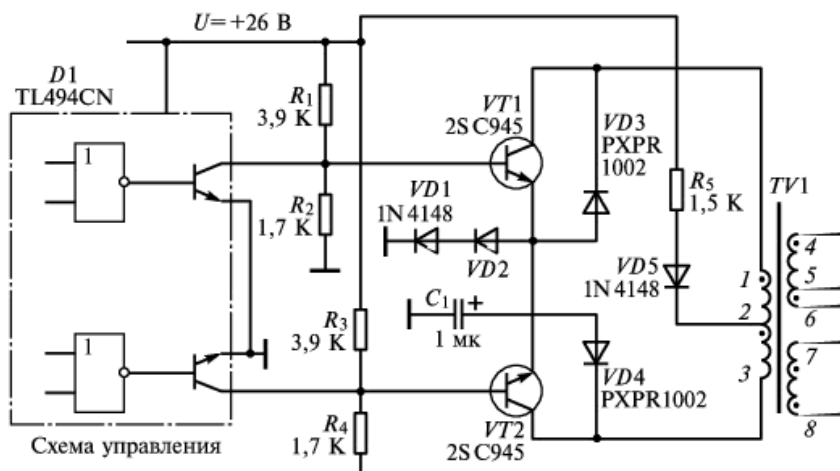 U=+26 В
D1
TL494CN
1
1
Схема управления
R1
3,9 К
R2
1,7 К
R3
3,9 К
R4
1,7 К
VT1
2S C945
VD1
1N 4148
VD2
C1
+
1 мк
VT2
2S C945
VD3
PXPR
1002
VD4
PXPR1002
R5
1,5 К
VD5
1N 4148
TV1
1
2
3
4
5
6
7
8